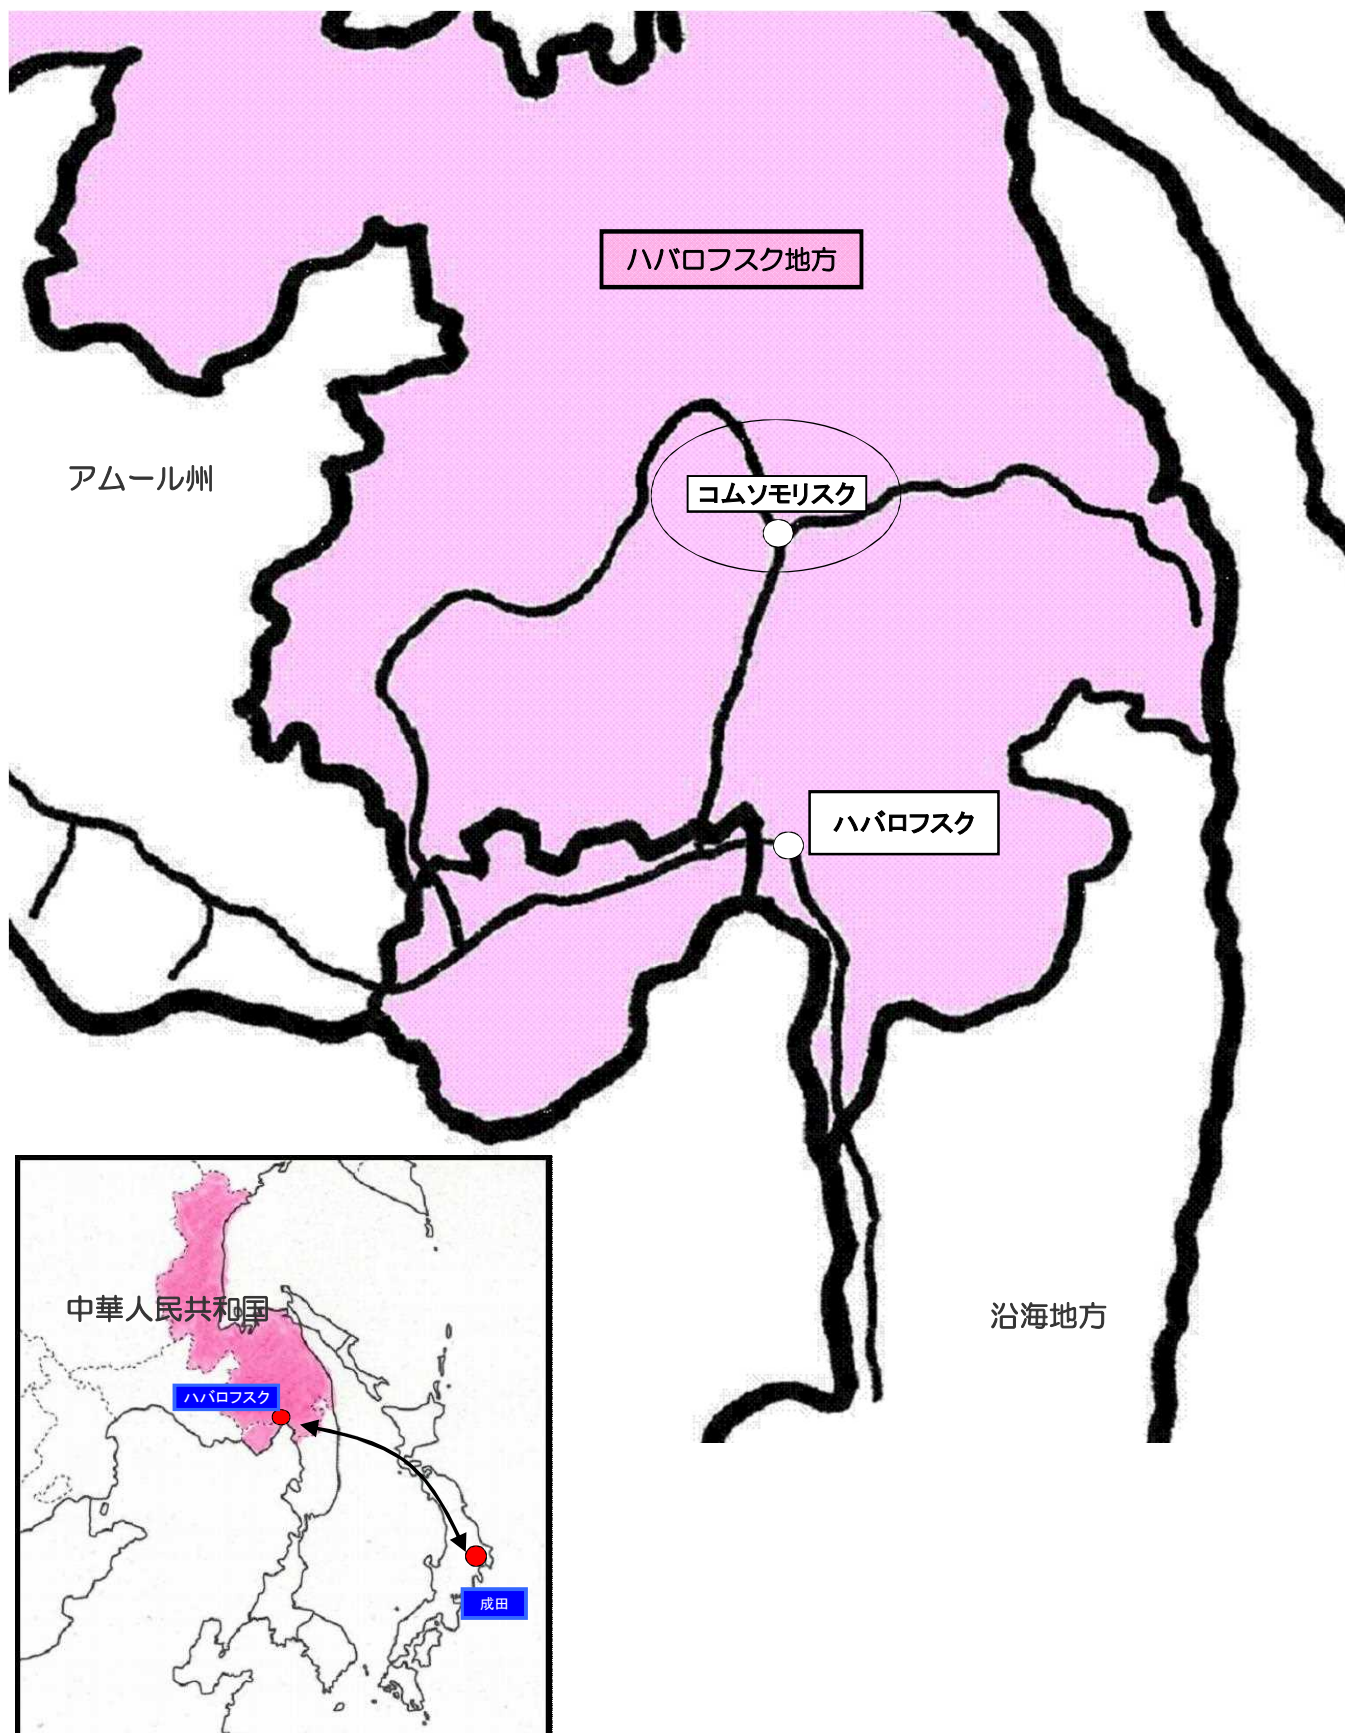 ハバロフスク地方
アムール州
コムソモリスク
ハバロフスク
中華人民共和国
沿海地方
ハバロフスク
成田